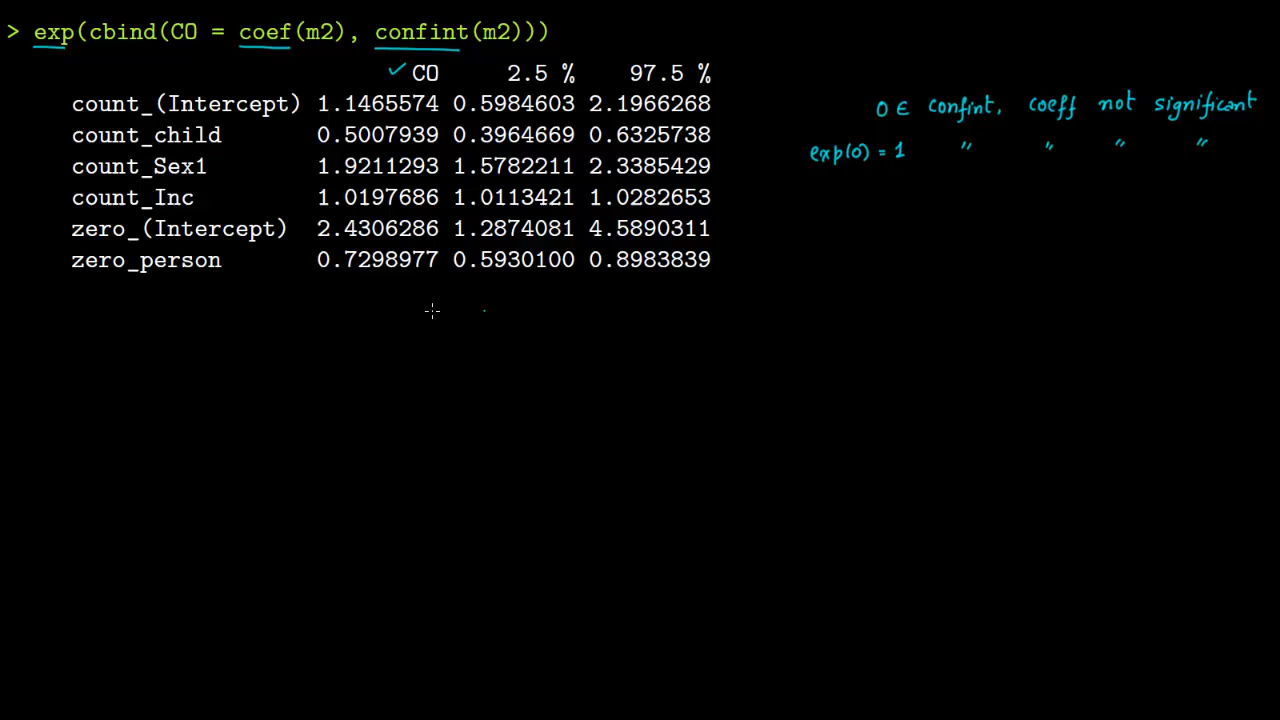 > exp(cbind(CO = coef(m2), confint(m2)))
✓ CO 2.5 % 97.5 %
count_(Intercept) 1.1465574 0.5984603 2.1966268
count_child 0.5007939 0.3964669 0.6325738
count_Sex1 1.9211293 1.5782211 2.3385429
count_Inc 1.0197686 1.0113421 1.0282653
zero_(Intercept) 2.4306286 1.2874081 4.5890311
zero_person 0.7298977 0.5930100 0.8983839
0 ∈ confint, coeff not significant
exp(0) = 1 " " " "